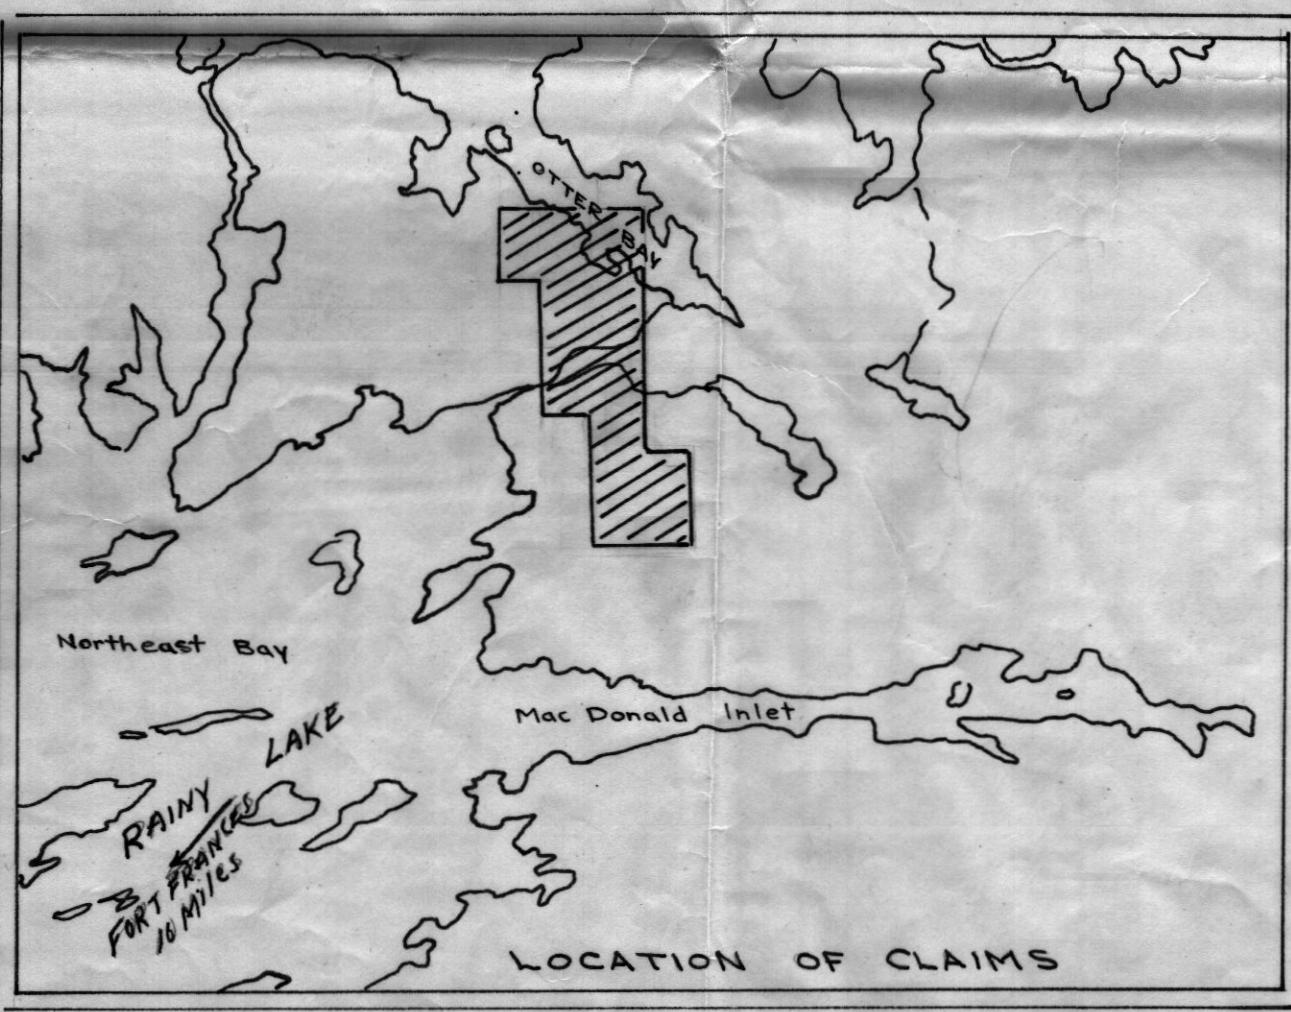 OTTER
BAY
Northeast Bay
Mac Donald Inlet
RAINY LAKE
FORT FRANCES
10 Miles
LOCATION OF CLAIMS